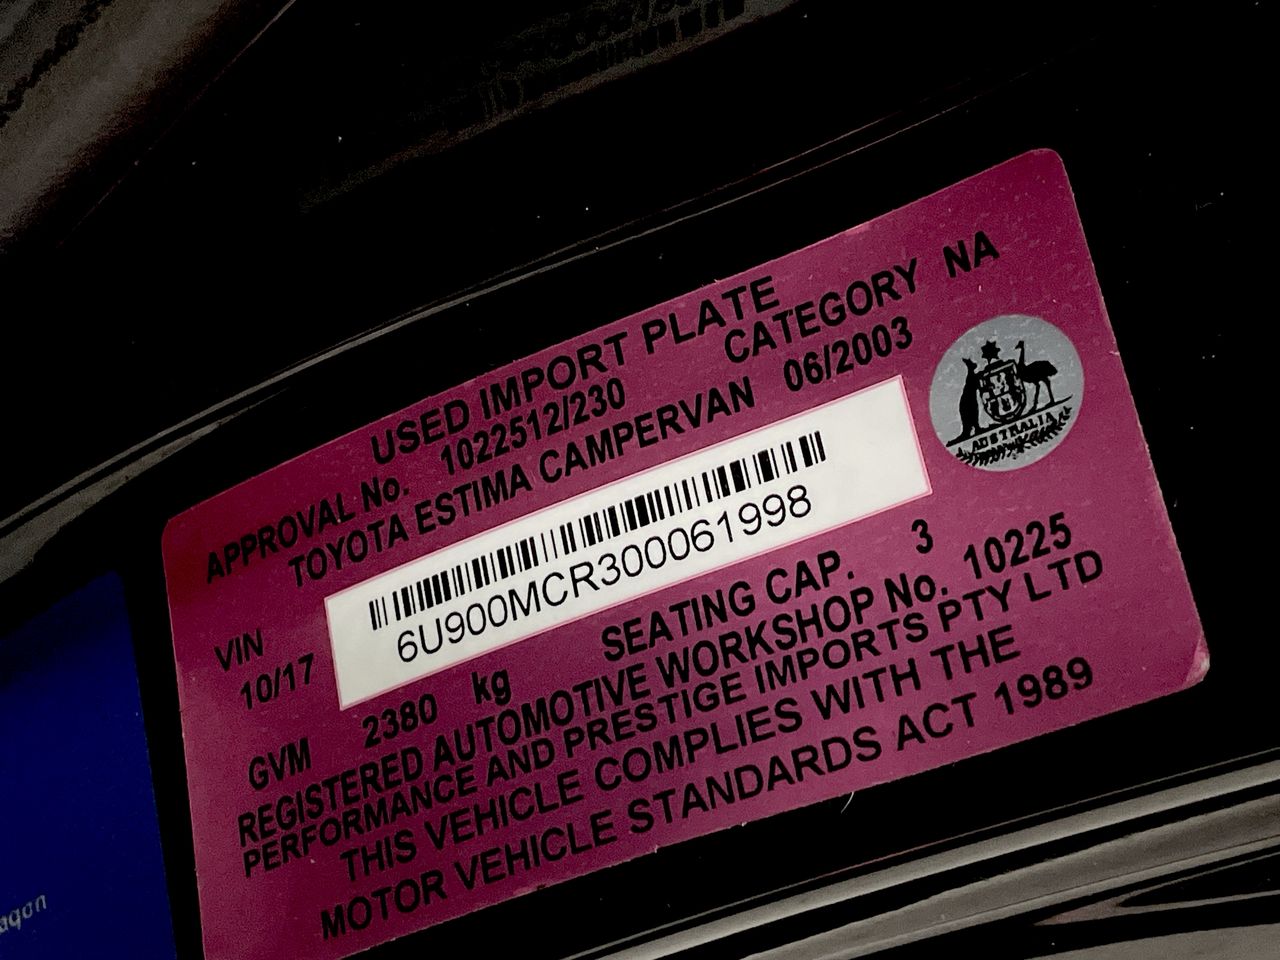 USED IMPORT PLATE
APPROVAL No. 1022512/230 CATEGORY NA
TOYOTA ESTIMA CAMPERVAN 06/2003
VIN 6U900MCR300061998
10/17
AUSTRALIA
GVM 2380 kg SEATING CAP. 3
REGISTERED AUTOMOTIVE WORKSHOP No. 10225
PERFORMANCE AND PRESTIGE IMPORTS PTY LTD
THIS VEHICLE COMPLIES WITH THE
MOTOR VEHICLE STANDARDS ACT 1989